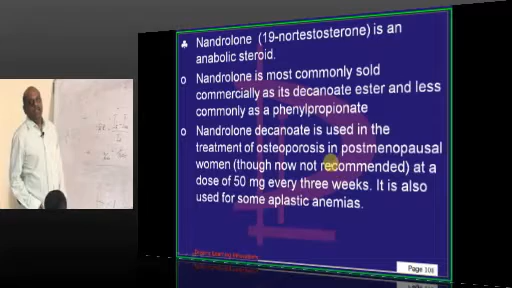 Nandrolone (19-nortestosterone) is an
anabolic steroid.
Nandrolone is most commonly sold
commercially as its decanoate ester and less
commonly as a phenylpropionate
Nandrolone decanoate is used in the
treatment of osteoporosis in postmenopausal
women (though now not recommended) at a
dose of 50 mg every three weeks. It is also
used for some aplastic anemias.
Page 108